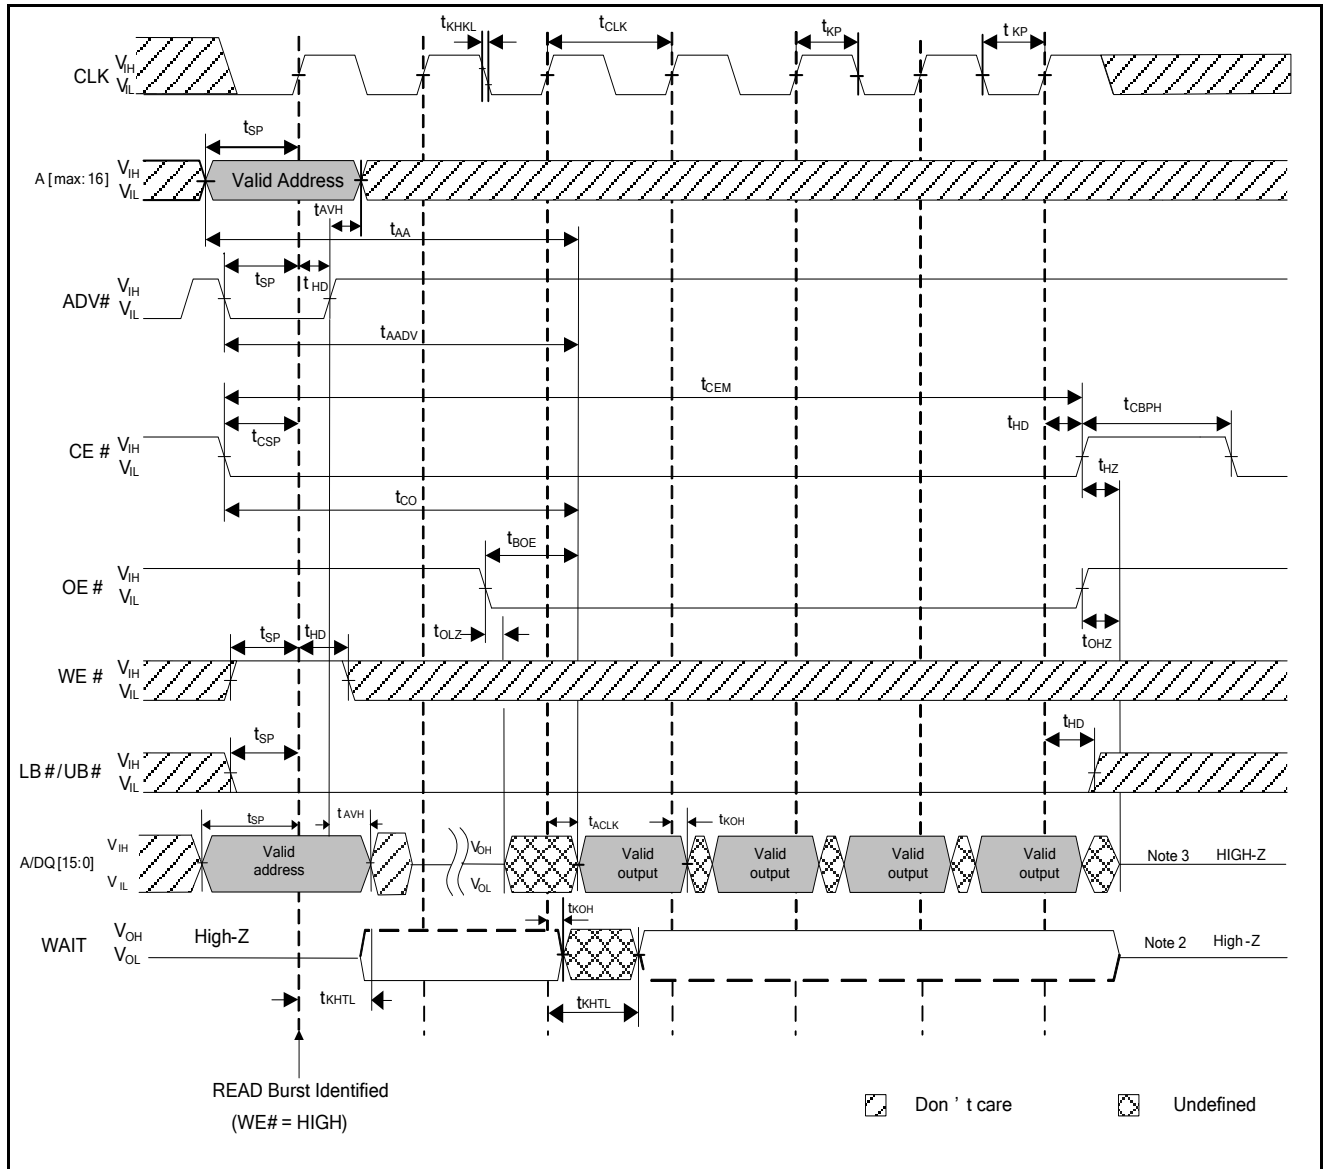 tKHKL tCLK tKP t KP
CLK VIH
VIL
tSP
A [ max: 16 ] VIH
VIL
Valid Address
tAVH
tAA
tSP t HD
ADV# VIH
VIL
tAADV
tCEM
tCSP tHD tCBPH
CE # VIH
VIL
tHZ
tCO
tBOE
OE # VIH
VIL
tSP tHD tOLZ tOHZ
WE # VIH
VIL
tSP tHD
LB #/UB# VIH
VIL
tSP t AVH tACLK tKOH
A/DQ [15:0] V IH
V IL
Valid
address
VOH
VOL
Valid
output
Valid
output
Valid
output
Valid
output
Note 3 HIGH-Z
tKOH
WAIT VOH
VOL
High-Z
Note 2 High -Z
tKHTL tKHTL
READ Burst Identified
(WE# = HIGH)
Don ’ t care Undefined